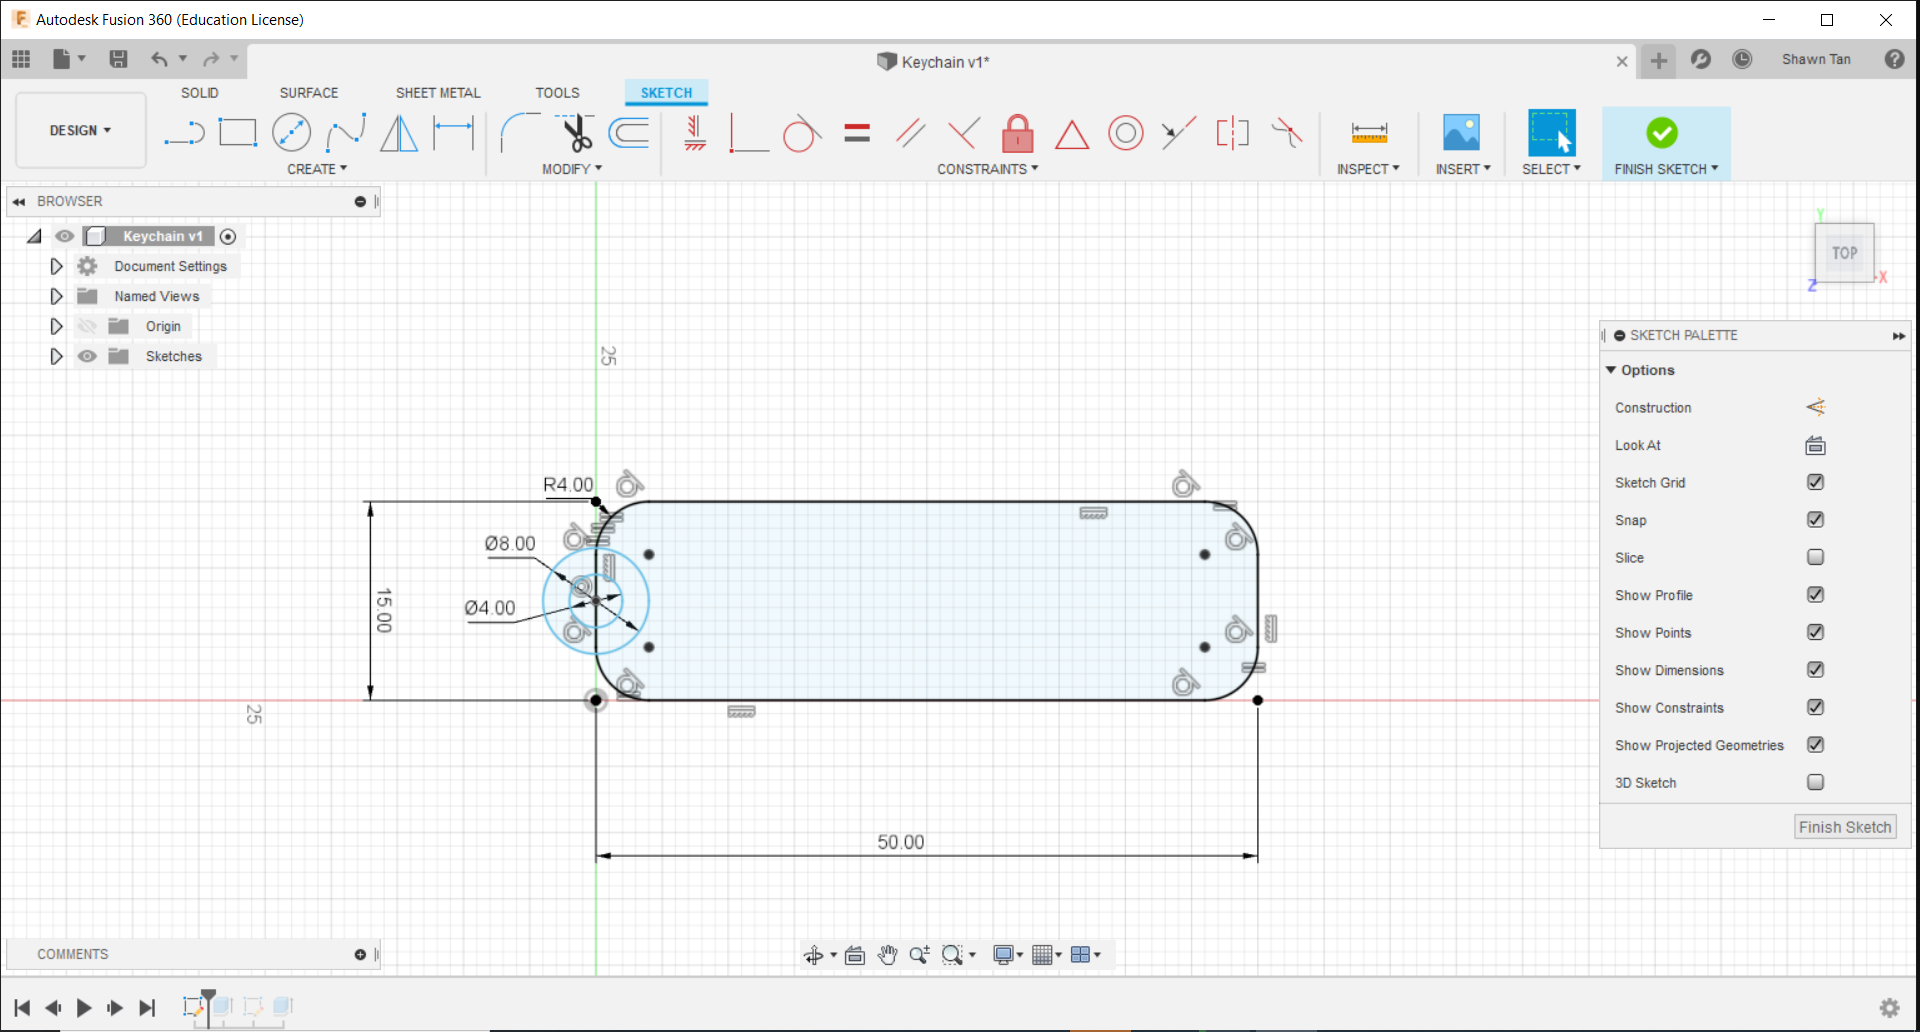 Autodesk Fusion 360 (Education License)
Keychain v1*
Shawn Tan
SOLID
SURFACE
SHEET METAL
TOOLS
SKETCH
DESIGN
CREATE
MODIFY
CONSTRAINTS
INSPECT
INSERT
SELECT
FINISH SKETCH
BROWSER
Keychain v1
Document Settings
Named Views
Origin
Sketches
Y
TOP
X
Z
25
25
R4.00
Ø8.00
Ø4.00
15.00
50.00
SKETCH PALETTE
Options
Construction
Look At
Sketch Grid
Snap
Slice
Show Profile
Show Points
Show Dimensions
Show Constraints
Show Projected Geometries
3D Sketch
Finish Sketch
COMMENTS